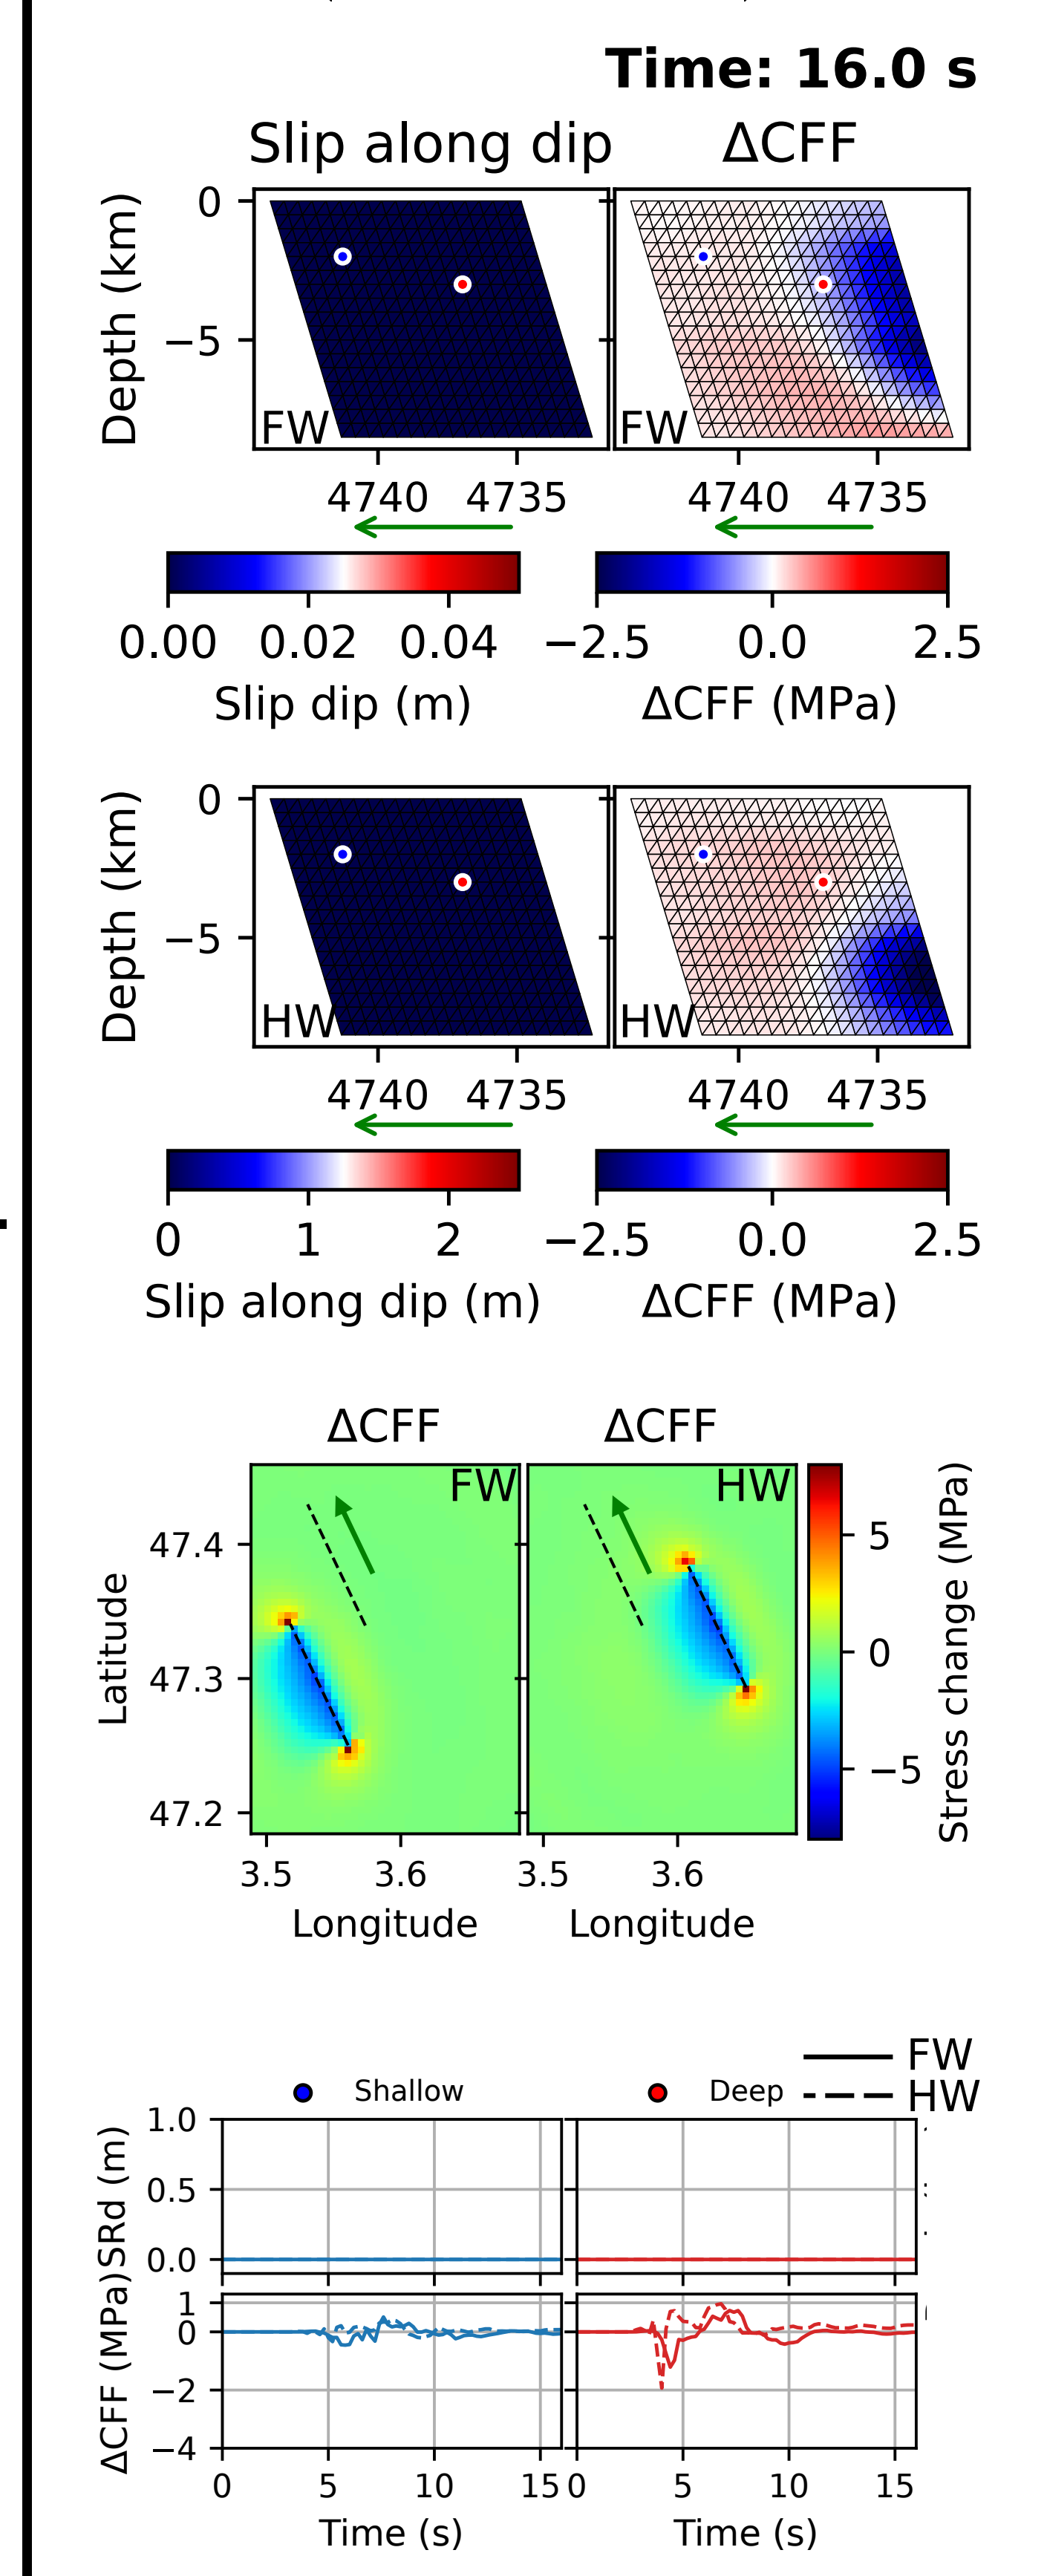 Time: 16.0 s
Slip along dip ΔCFF
Depth (km)
0
−5
FW FW
4740 4735 4740 4735
0.00 0.02 0.04 −2.5 0.0 2.5
Slip dip (m) ΔCFF (MPa)
Depth (km)
0
−5
HW HW
4740 4735 4740 4735
0 1 2 −2.5 0.0 2.5
Slip along dip (m) ΔCFF (MPa)
ΔCFF ΔCFF
FW HW
Latitude
47.4
47.3
47.2
5
0
−5
Stress change (MPa)
3.5 3.6 3.5 3.6
Longitude Longitude
FW
Shallow Deep HW
SRd (m)
1.0
0.5
0.0
ΔCFF (MPa)
1
0
−2
−4
0 5 10 15 0 5 10 15
Time (s) Time (s)